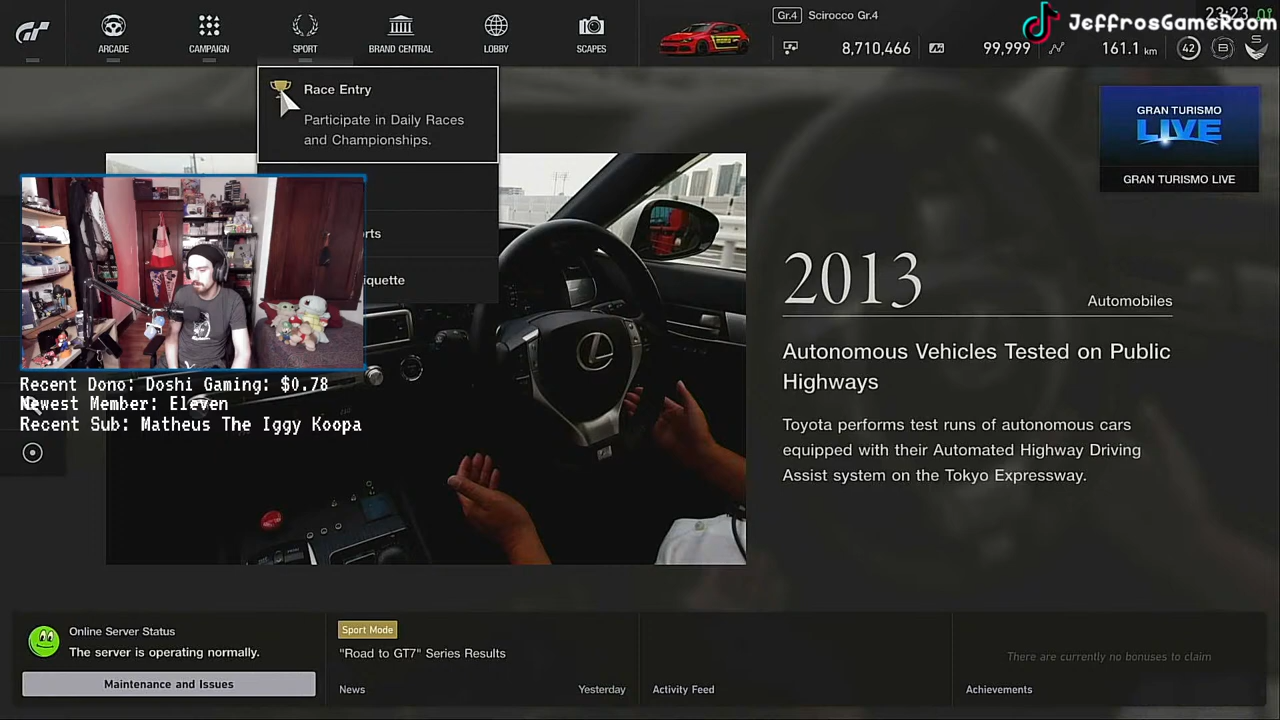 ARCADE
CAMPAIGN
SPORT
BRAND CENTRAL
LOBBY
SCAPES
Gr.4 Scirocco Gr.4
8,710,466
99,999
161.1 km
42
B
S
23:23
JeffrosGameRoom
Race Entry
Participate in Daily Races
and Championships.
rts
iquette
GRAN TURISMO
LIVE
GRAN TURISMO LIVE
2013
Automobiles
Autonomous Vehicles Tested on Public
Highways
Toyota performs test runs of autonomous cars
equipped with their Automated Highway Driving
Assist system on the Tokyo Expressway.
Recent Dono: Doshi Gaming: $0.78
Newest Member: Eleven
Recent Sub: Matheus The Iggy Koopa
Online Server Status
The server is operating normally.
Maintenance and Issues
Sport Mode
"Road to GT7" Series Results
News
Yesterday
Activity Feed
There are currently no bonuses to claim
Achievements